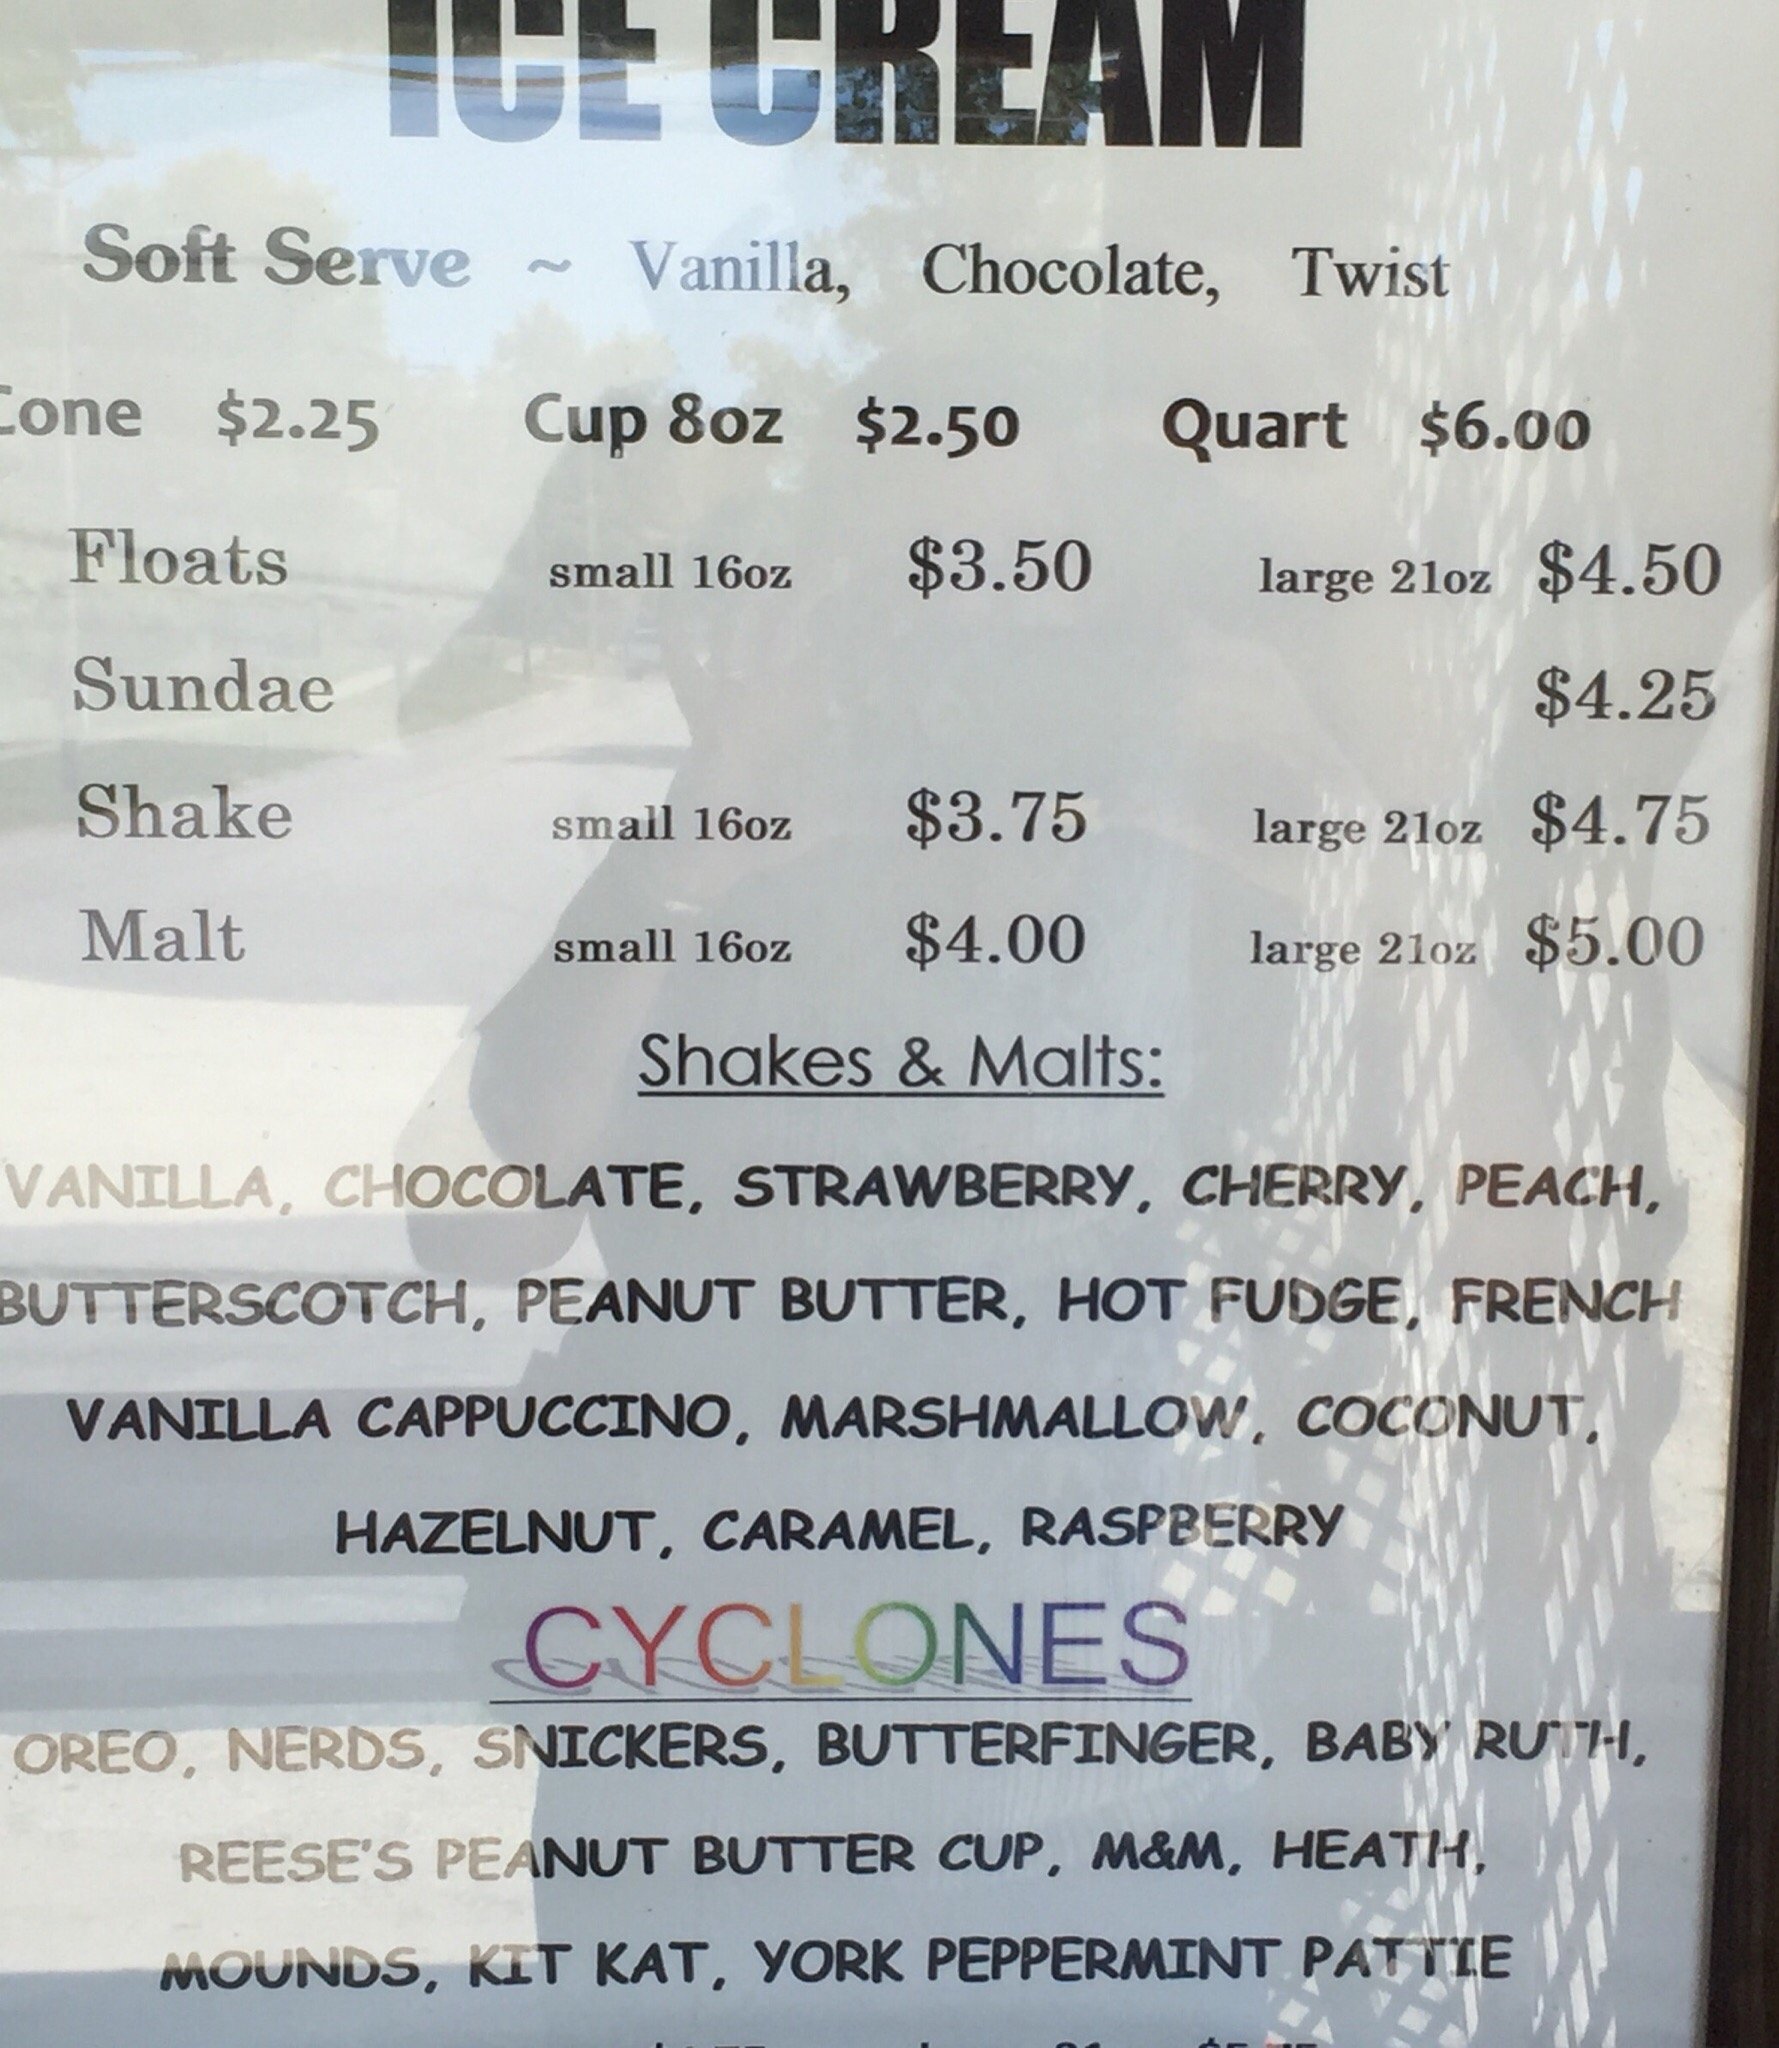 ICE CREAM
Soft Serve ~ Vanilla, Chocolate, Twist
Cone $2.25 Cup 8oz $2.50 Quart $6.00
Floats small 16oz $3.50 large 21oz $4.50
Sundae $4.25
Shake small 16oz $3.75 large 21oz $4.75
Malt small 16oz $4.00 large 21oz $5.00
Shakes & Malts:
VANILLA, CHOCOLATE, STRAWBERRY, CHERRY, PEACH,
BUTTERSCOTCH, PEANUT BUTTER, HOT FUDGE, FRENCH
VANILLA CAPPUCCINO, MARSHMALLOW, COCONUT,
HAZELNUT, CARAMEL, RASPBERRY
CYCLONES
OREO, NERDS, SNICKERS, BUTTERFINGER, BABY RUTH,
REESE'S PEANUT BUTTER CUP, M&M, HEATH,
MOUNDS, KIT KAT, YORK PEPPERMINT PATTIE